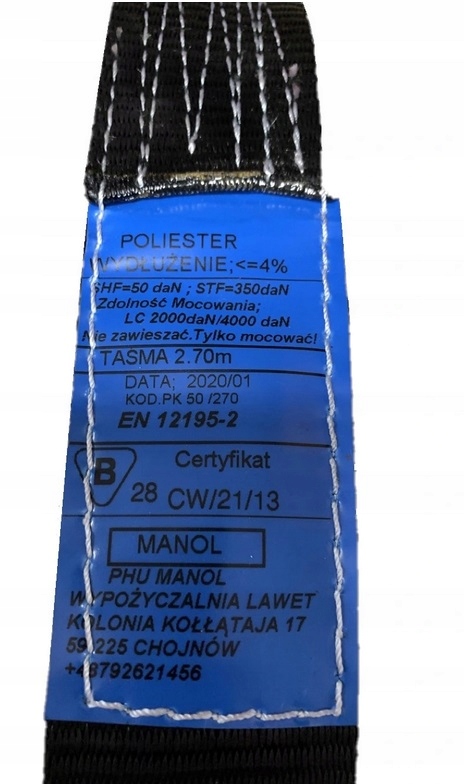 POLIESTER
WYDŁUŻENIE;<=4%
SHF=50 daN ; STF=350daN
Zdolność Mocowania;
LC 2000daN/4000 daN
Nie zawieszać.Tylko mocować!
TAŚMA 2.70m
DATA; 2020/01
KOD.PK 50 /270
EN 12195-2
B
Certyfikat
28 CW/21/13
MANOL
PHU MANOL
WYPOŻYCZALNIA LAWET
KOLONIA KOŁŁĄTAJA 17
59 225 CHOJNÓW
+48792621456